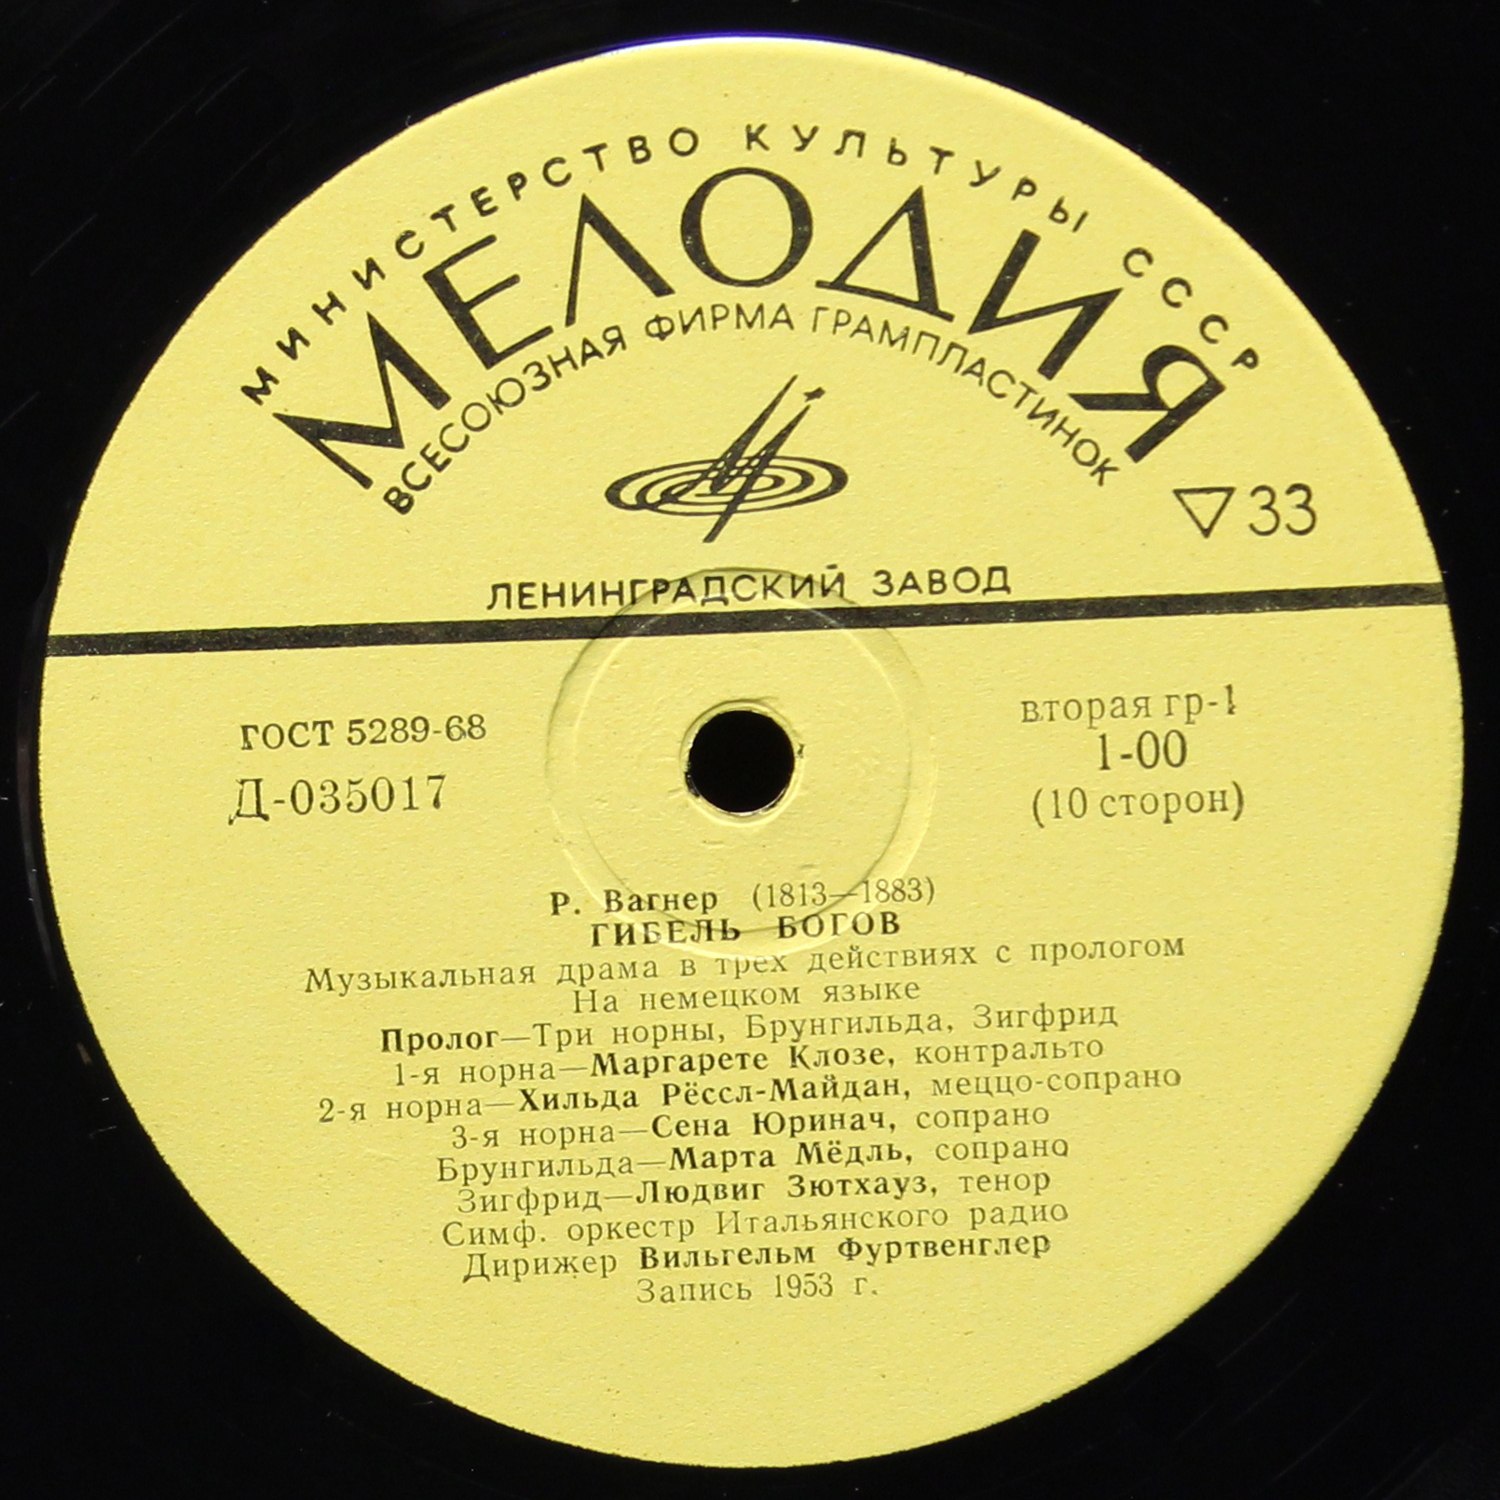 МИНИСТЕРСТВО КУЛЬТУРЫ СССР
МЕЛОДИЯ
ВСЕСОЮЗНАЯ ФИРМА ГРАМПЛАСТИНОК
▽33
ЛЕНИНГРАДСКИЙ ЗАВОД
ГОСТ 5289-68
Д-035017
вторая гр-1
1-00
(10 сторон)
Р. Вагнер (1813—1883)
ГИБЕЛЬ БОГОВ
Музыкальная драма в трех действиях с прологом
На немецком языке
Пролог—Три норны, Брунгильда, Зигфрид
1-я норна—Маргарете Клозе, контральто
2-я норна—Хильда Рёссл-Майдан, меццо-сопрано
3-я норна—Сена Юринач, сопрано
Брунгильда—Марта Мёдль, сопрано
Зигфрид—Людвиг Зютхауз, тенор
Симф. оркестр Итальянского радио
Дирижер Вильгельм Фуртвенглер
Запись 1953 г.